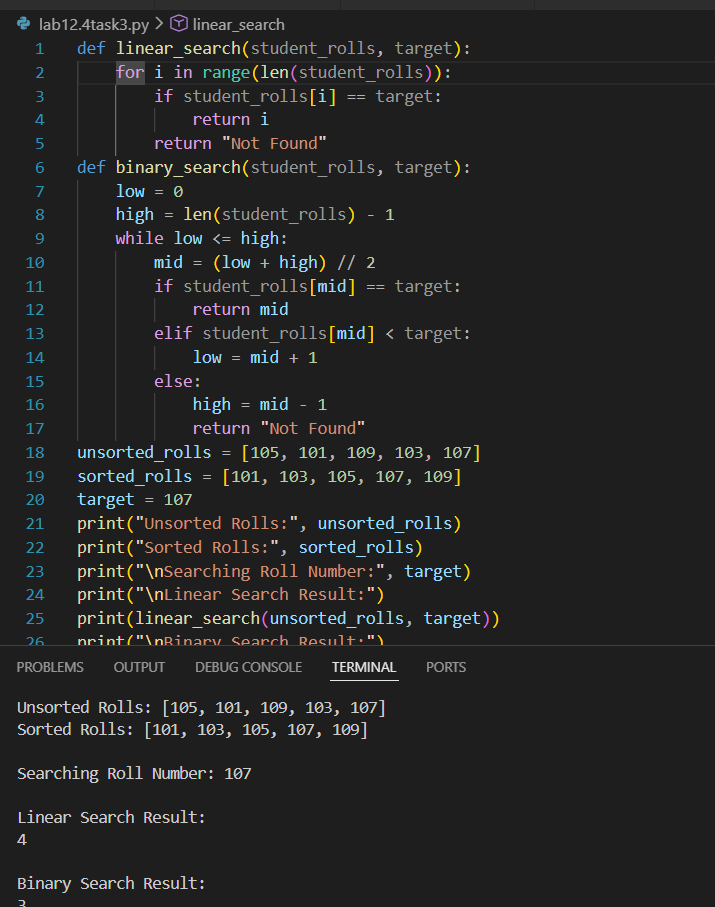 lab12.4task3.py > linear_search
1 def linear_search(student_rolls, target):
2     for i in range(len(student_rolls)):
3         if student_rolls[i] == target:
4             return i
5         return "Not Found"
6 def binary_search(student_rolls, target):
7     low = 0
8     high = len(student_rolls) - 1
9     while low <= high:
10         mid = (low + high) // 2
11         if student_rolls[mid] == target:
12             return mid
13         elif student_rolls[mid] < target:
14             low = mid + 1
15         else:
16             high = mid - 1
17             return "Not Found"
18 unsorted_rolls = [105, 101, 109, 103, 107]
19 sorted_rolls = [101, 103, 105, 107, 109]
20 target = 107
21 print("Unsorted Rolls:", unsorted_rolls)
22 print("Sorted Rolls:", sorted_rolls)
23 print("\nSearching Roll Number:", target)
24 print("\nLinear Search Result:")
25 print(linear_search(unsorted_rolls, target))
26 print("\nBinary Search Result:")
PROBLEMS OUTPUT DEBUG CONSOLE TERMINAL PORTS
Unsorted Rolls: [105, 101, 109, 103, 107]
Sorted Rolls: [101, 103, 105, 107, 109]
Searching Roll Number: 107
Linear Search Result:
4
Binary Search Result:
3